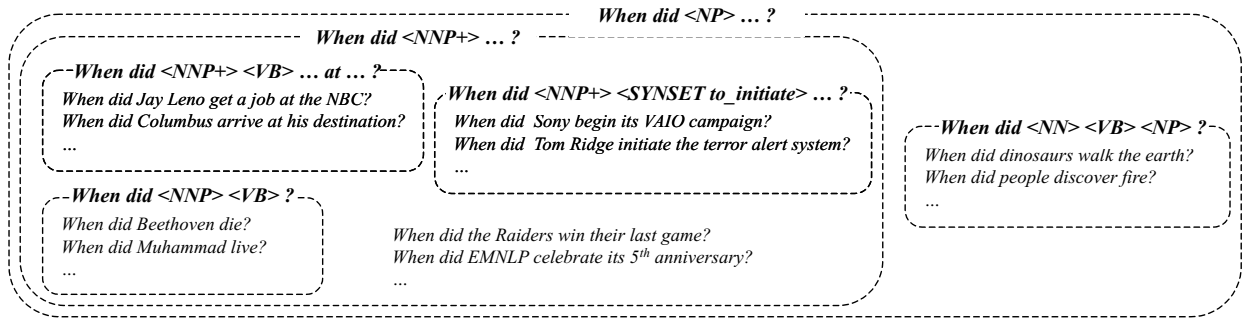 When did <NP> … ?
When did <NNP+> … ?
When did <NNP+> <VB> … at … ?
When did Jay Leno get a job at the NBC?
When did Columbus arrive at his destination?
…
When did <NNP+> <SYNSET to_initiate> … ?
When did Sony begin its VAIO campaign?
When did Tom Ridge initiate the terror alert system?
…
When did <NN> <VB> <NP> ?
When did dinosaurs walk the earth?
When did people discover fire?
…
When did <NNP> <VB> ?
When did Beethoven die?
When did Muhammad live?
…
When did the Raiders win their last game?
When did EMNLP celebrate its 5th anniversary?
…